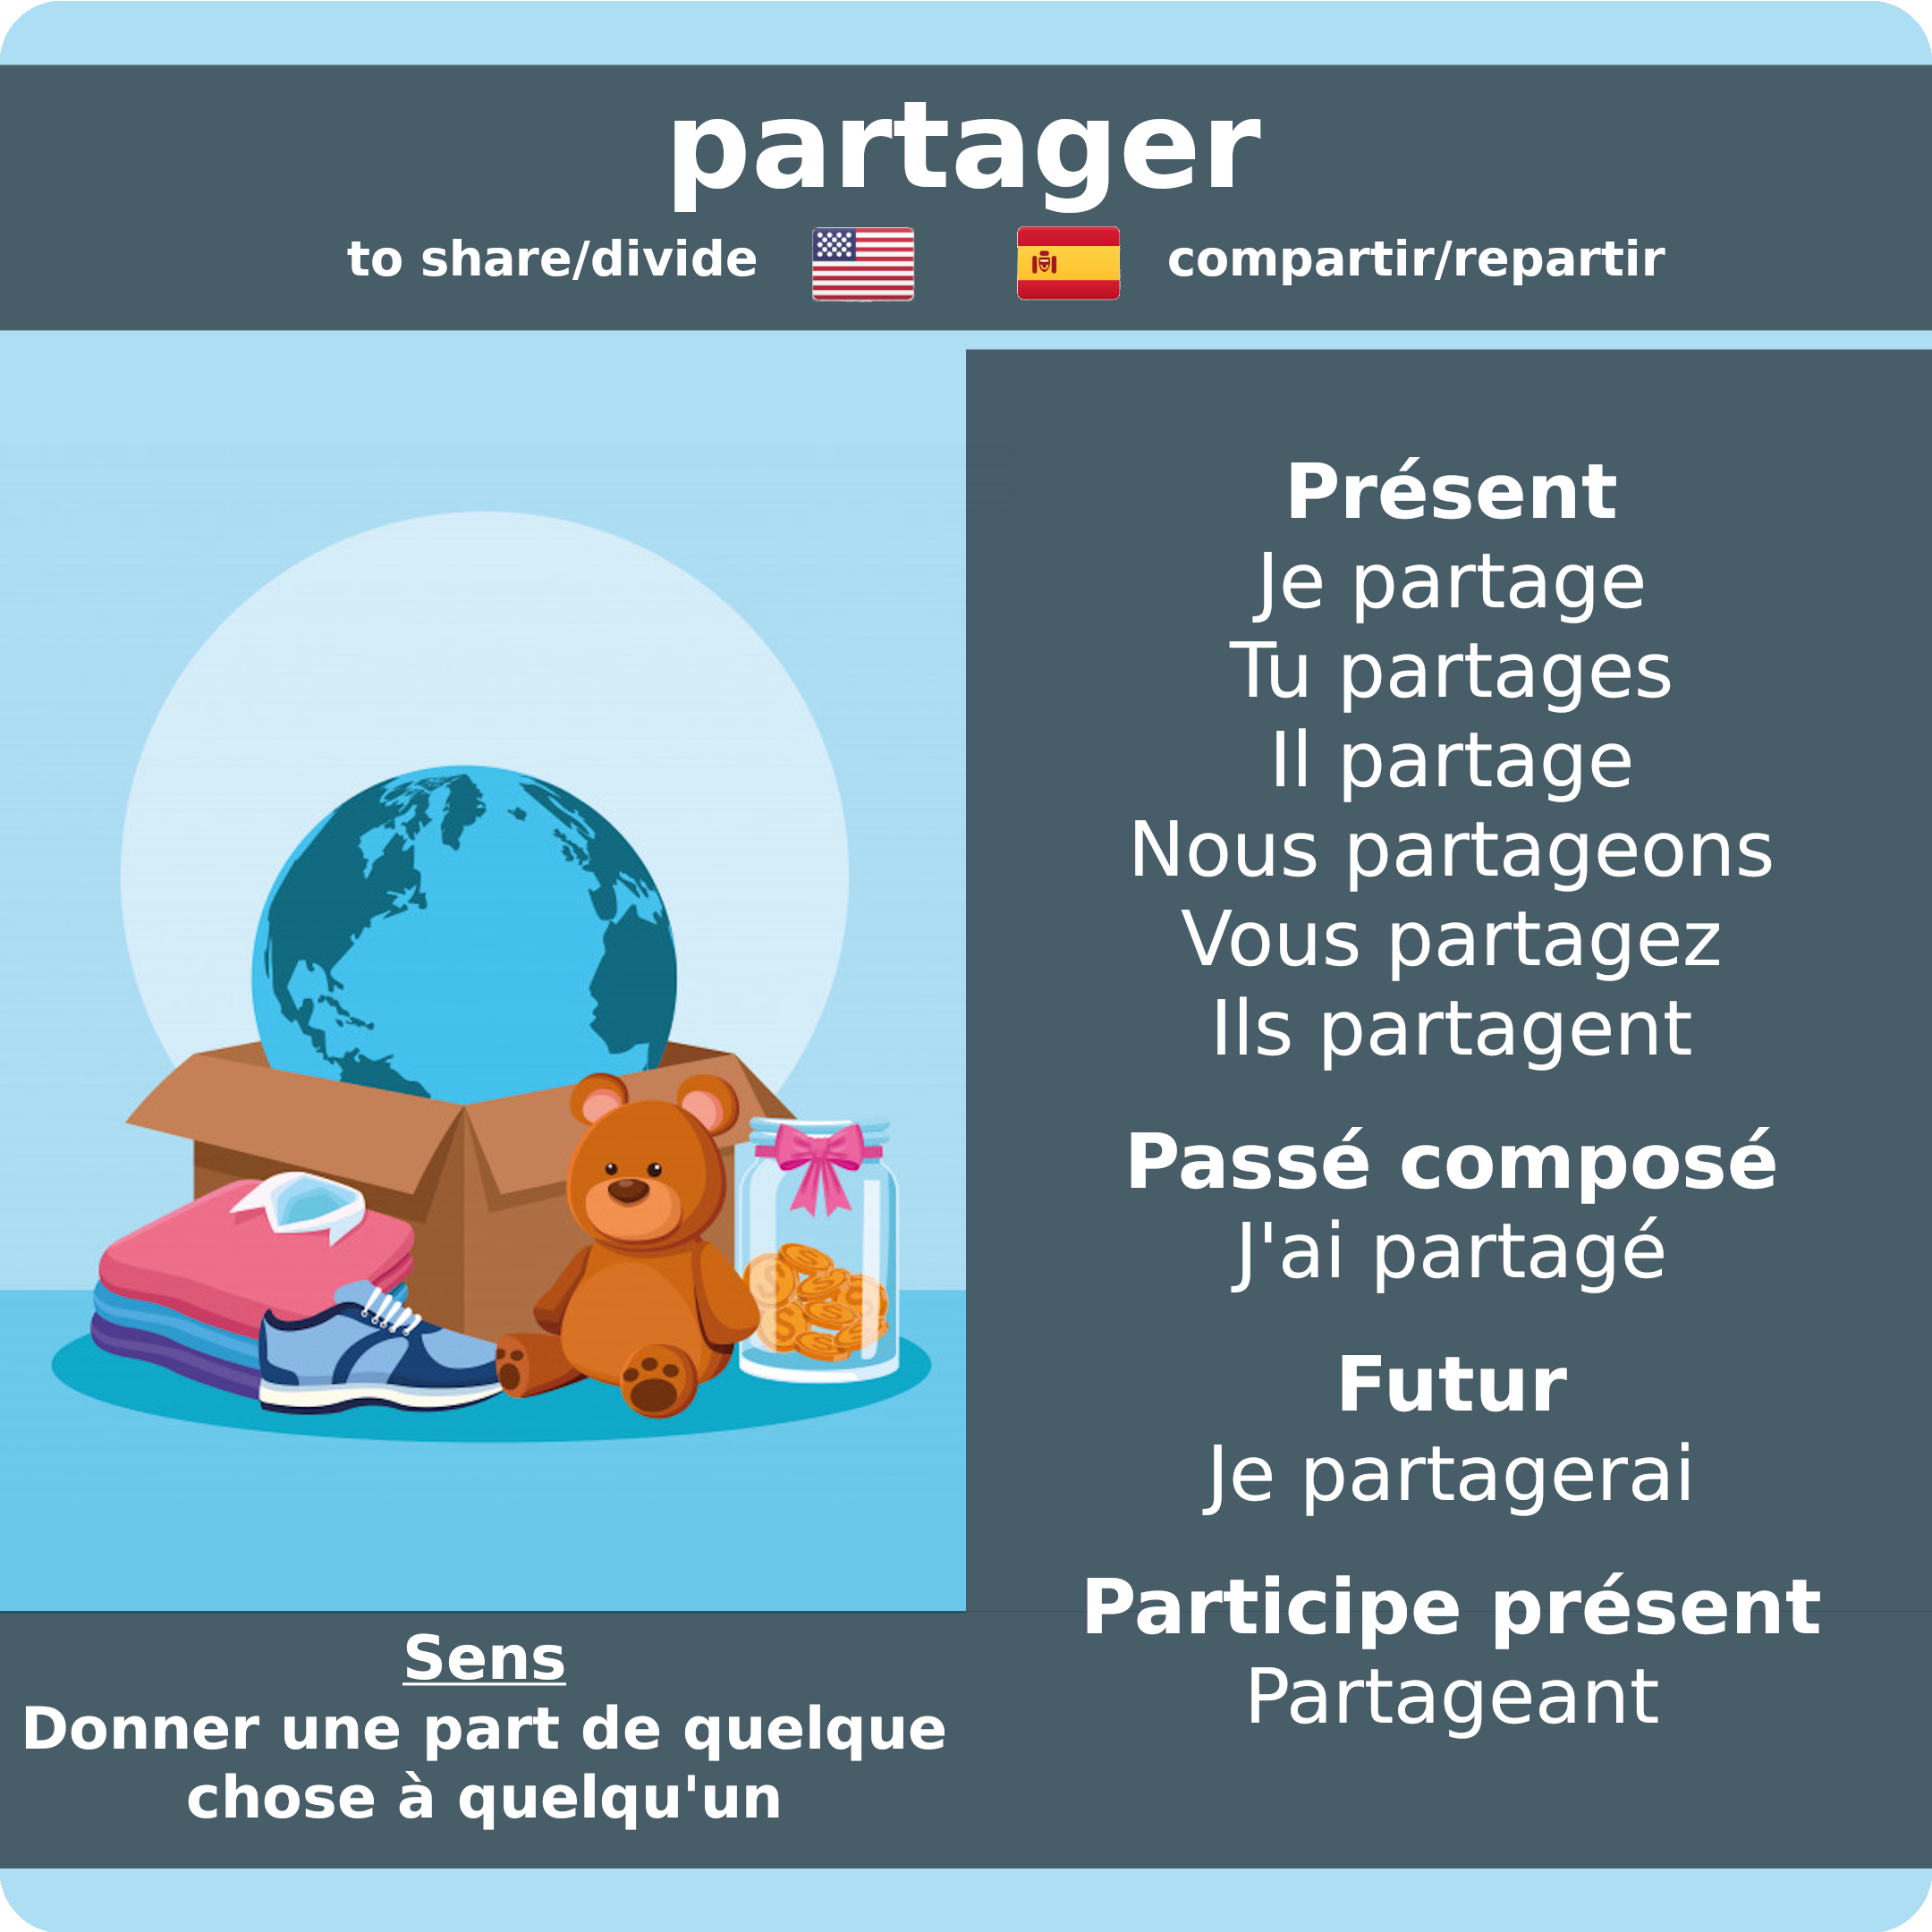 partager
to share/divide compartir/repartir
Présent
Je partage
Tu partages
Il partage
Nous partageons
Vous partagez
Ils partagent
Passé composé
J'ai partagé
Futur
Je partagerai
Participe présent
Partageant
Sens
Donner une part de quelque
chose à quelqu'un